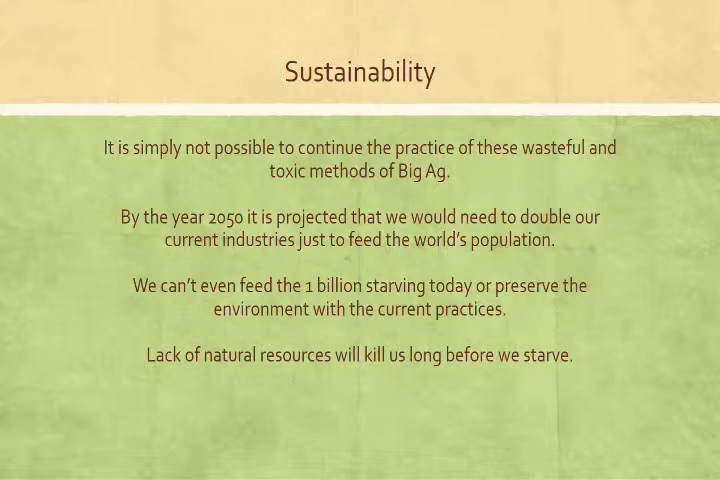 Sustainability
It is simply not possible to continue the practice of these wasteful and
toxic methods of Big Ag.
By the year 2050 it is projected that we would need to double our
current industries just to feed the world's population.
We can't even feed the 1 billion starving today or preserve the
environment with the current practices.
Lack of natural resources will kill us long before we starve.